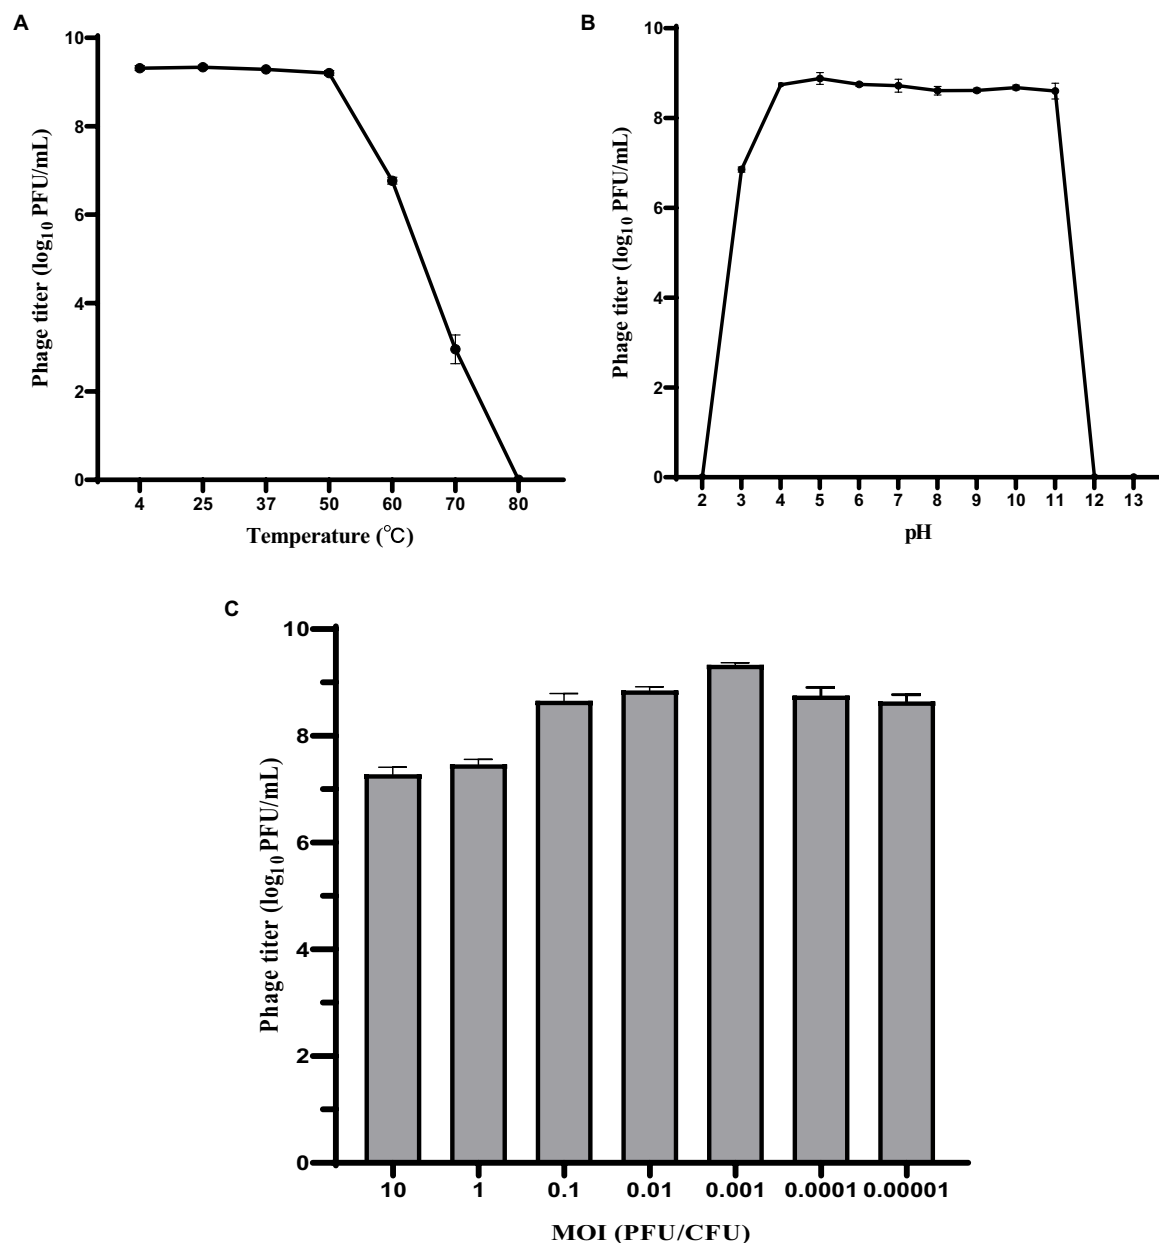 A
Phage titer (log10 PFU/mL)
10
8
6
4
2
0
4 25 37 50 60 70 80
Temperature (℃)
B
Phage titer (log10 PFU/mL)
10
8
6
4
2
0
2 3 4 5 6 7 8 9 10 11 12 13
pH
C
Phage titer (log10 PFU/mL)
10
8
6
4
2
0
10 1 0.1 0.01 0.001 0.0001 0.00001
MOI (PFU/CFU)